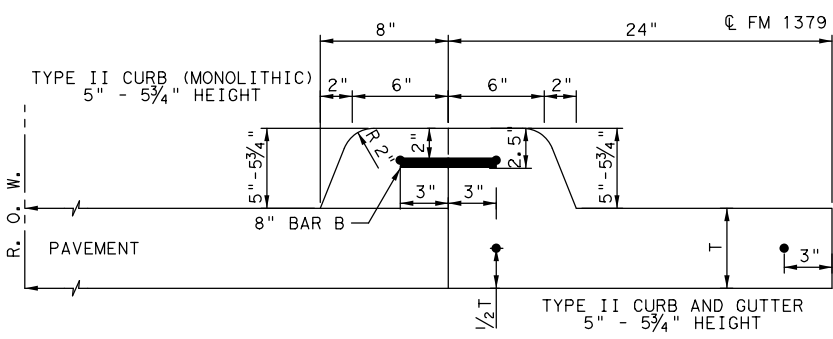 8"
24"
℄ FM 1379
TYPE II CURB (MONOLITHIC)
5" - 5¾" HEIGHT
2"
6"
6"
2"
5"-5¾"
R 2"
2"
2.5"
5"-5¾"
3"
3"
8" BAR B
R. O. W.
PAVEMENT
T
3"
½T
TYPE II CURB AND GUTTER
5" - 5¾" HEIGHT